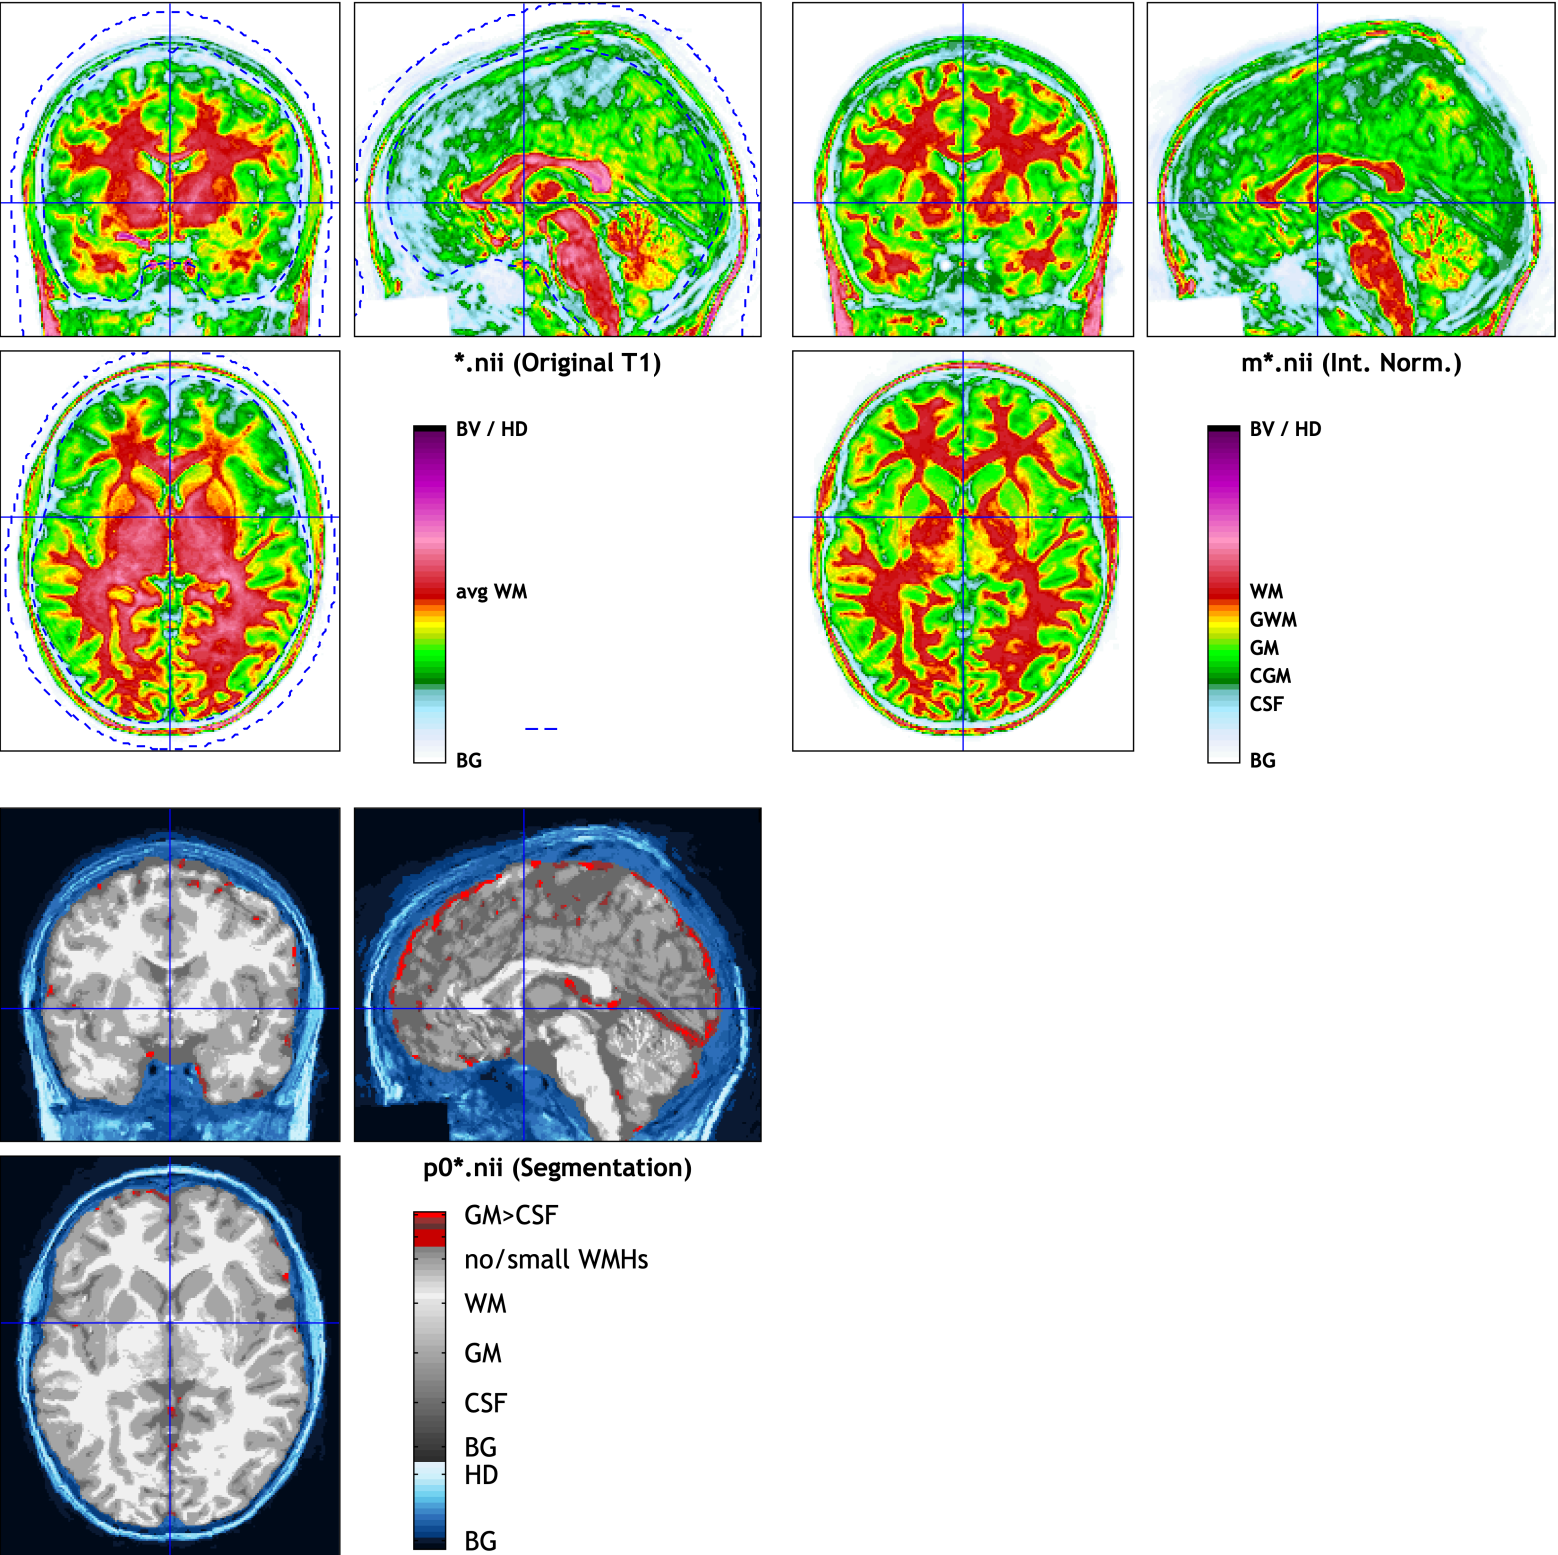 *.nii (Original T1)
BV / HD
avg WM
BG
m*.nii (Int. Norm.)
BV / HD
WM
GWM
GM
CGM
CSF
BG
p0*.nii (Segmentation)
GM>CSF
no/small WMHs
WM
GM
CSF
BG
HD
BG